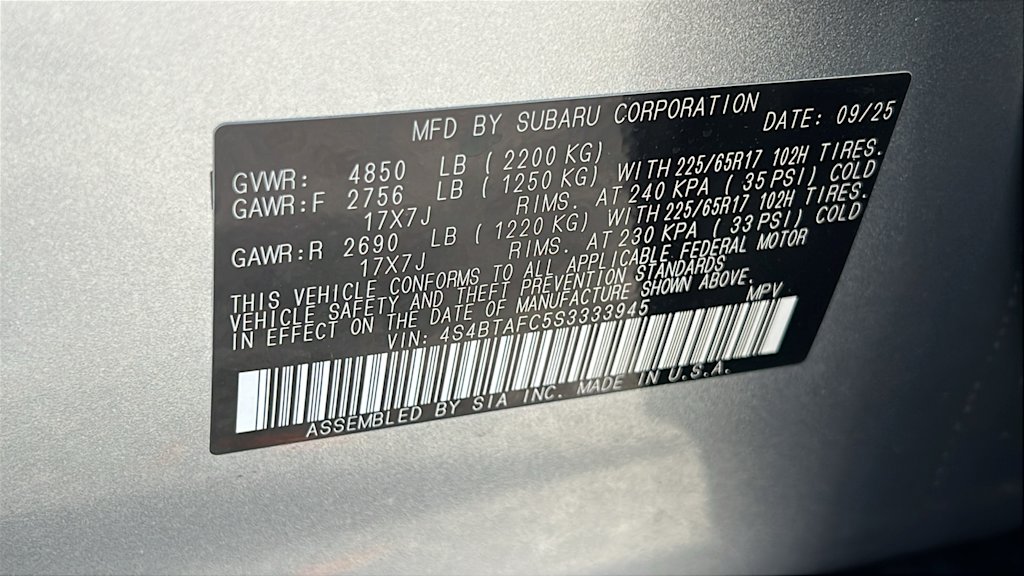 MFD BY SUBARU CORPORATION DATE: 09/25
GVWR: 4850 LB ( 2200 KG)
GAWR:F 2756 LB ( 1250 KG) WITH 225/65R17 102H TIRES.
17X7J RIMS. AT 240 KPA ( 35 PSI) COLD
GAWR:R 2690 LB ( 1220 KG) WITH 225/65R17 102H TIRES.
17X7J RIMS. AT 230 KPA ( 33 PSI) COLD
THIS VEHICLE CONFORMS TO ALL APPLICABLE FEDERAL MOTOR
VEHICLE SAFETY AND THEFT PREVENTION STANDARDS
IN EFFECT ON THE DATE OF MANUFACTURE SHOWN ABOVE.
VIN: 4S4BTAFC5S3333945 MPV
ASSEMBLED BY SIA INC. MADE IN U.S.A.